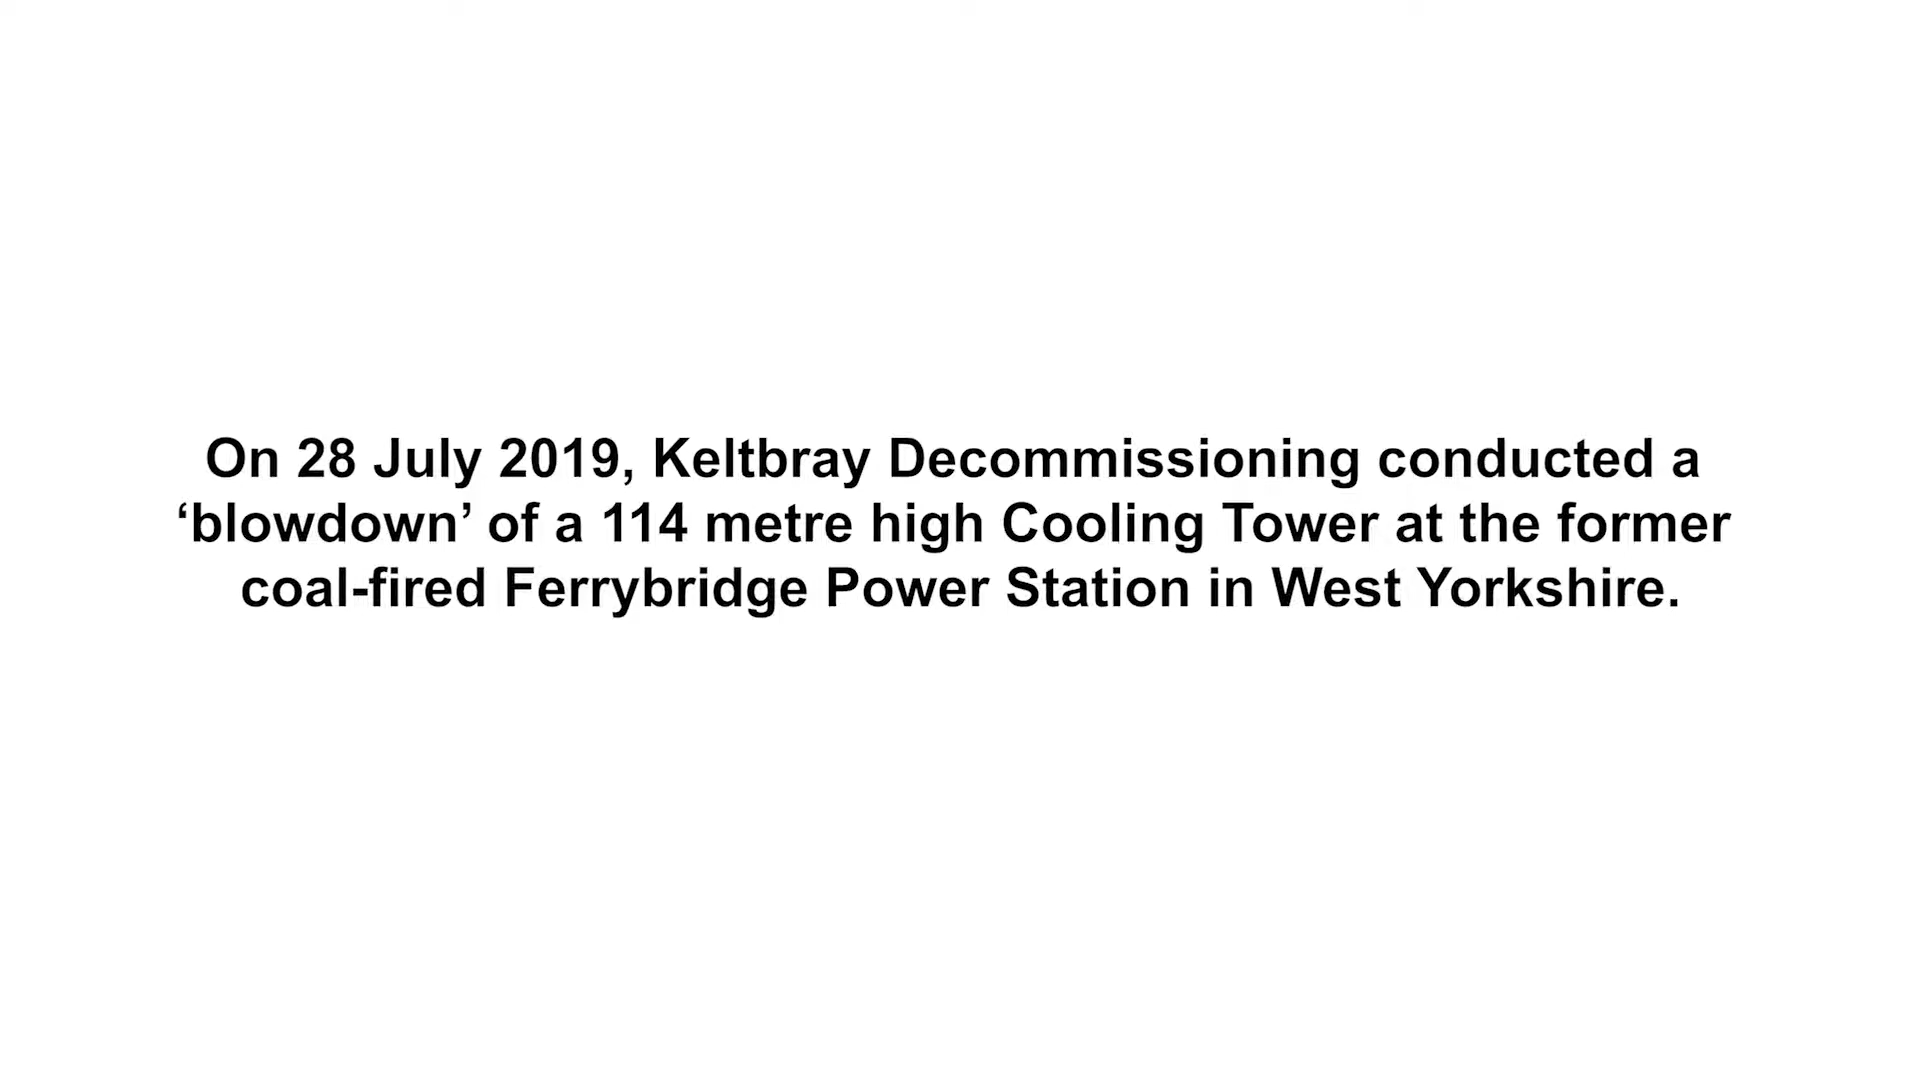 On 28 July 2019, Keltbray Decommissioning conducted a
‘blowdown’ of a 114 metre high Cooling Tower at the former
coal-fired Ferrybridge Power Station in West Yorkshire.